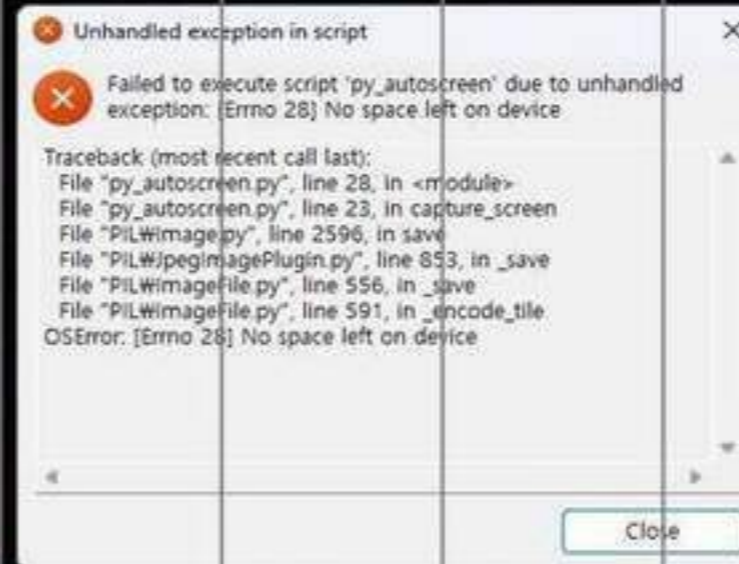 Unhandled exception in script
Failed to execute script 'py_autoscreen' due to unhandled
exception: [Errno 28] No space left on device
Traceback (most recent call last):
File "py_autoscreen.py", line 28, in <module>
File "py_autoscreen.py", line 23, in capture_screen
File "PIL₩Image.py", line 2596, in save
File "PIL₩JpegImagePlugin.py", line 853, in _save
File "PIL₩ImageFile.py", line 556, in _save
File "PIL₩ImageFile.py", line 591, in _encode_tile
OSError: [Errno 28] No space left on device
Close